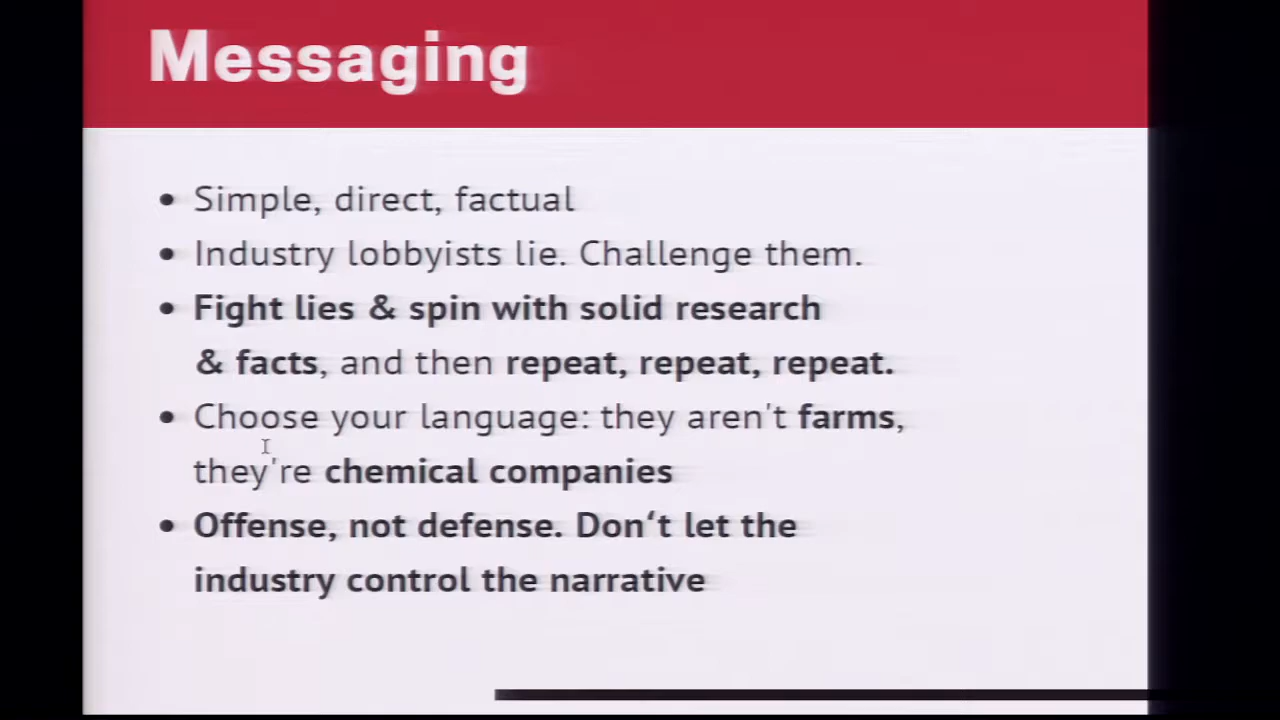 Messaging
• Simple, direct, factual
• Industry lobbyists lie. Challenge them.
• Fight lies & spin with solid research
& facts, and then repeat, repeat, repeat.
• Choose your language: they aren't farms,
they're chemical companies
• Offense, not defense. Don‘t let the
industry control the narrative